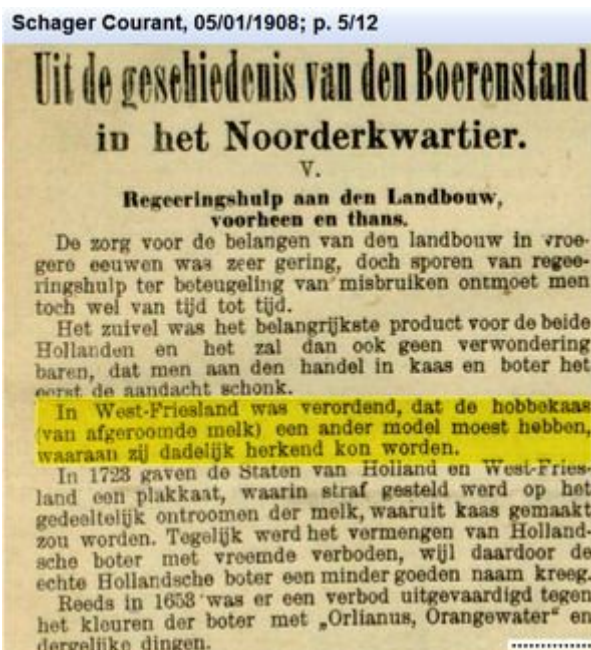 Schager Courant, 05/01/1908; p. 5/12
Uit de geschiedenis van den Boerenstand
in het Noorderkwartier.
V.
Regeeringshulp aan den Landbouw,
voorheen en thans.
De zorg voor de belangen van den landbouw in vroe-
gere eeuwen was zeer gering, doch sporen van regee-
ringshulp ter beteugeling van misbruiken ontmoet men
toch wel van tijd tot tijd.
Het zuivel was het belangrijkste product voor de beide
Hollanden en het zal dan ook geen verwondering
baren, dat men aan den handel in kaas en boter het
eerst de aandacht schonk.
In West-Friesland was verordend, dat de hobbekaas
(van afgeroomde melk) een ander model moest hebben,
waaraan zij dadelijk herkend kon worden.
In 1723 gaven de Staten van Holland en West-Fries-
land een plakkaat, waarin straf gesteld werd op het
gedeeltelijk ontroomen der melk, waaruit kaas gemaakt
zou worden. Tegelijk werd het vermengen van Holland-
sche boter met vreemde verboden, wijl daardoor de
echte Hollandsche boter een minder goeden naam kreeg.
Reeds in 1653 was er een verbod uitgevaardigd tegen
het kleuren der boter met „Orlianus, Orangewater" en
dergelijke dingen.